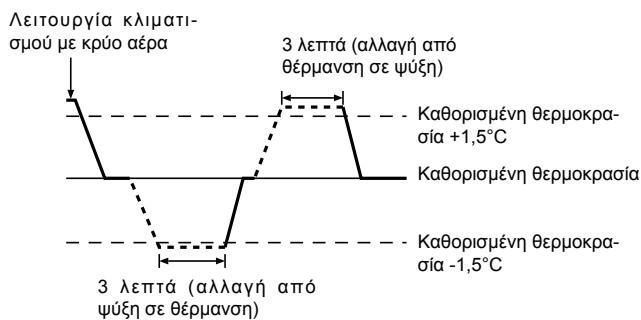 Λειτουργία κλιματι-
σμού με κρύο αέρα
3 λεπτά (αλλαγή από
θέρμανση σε ψύξη)
Καθορισμένη θερμοκρα-
σία +1,5°C
Καθορισμένη θερμοκρασία
Καθορισμένη θερμοκρα-
σία -1,5°C
3 λεπτά (αλλαγή από
ψύξη σε θέρμανση)